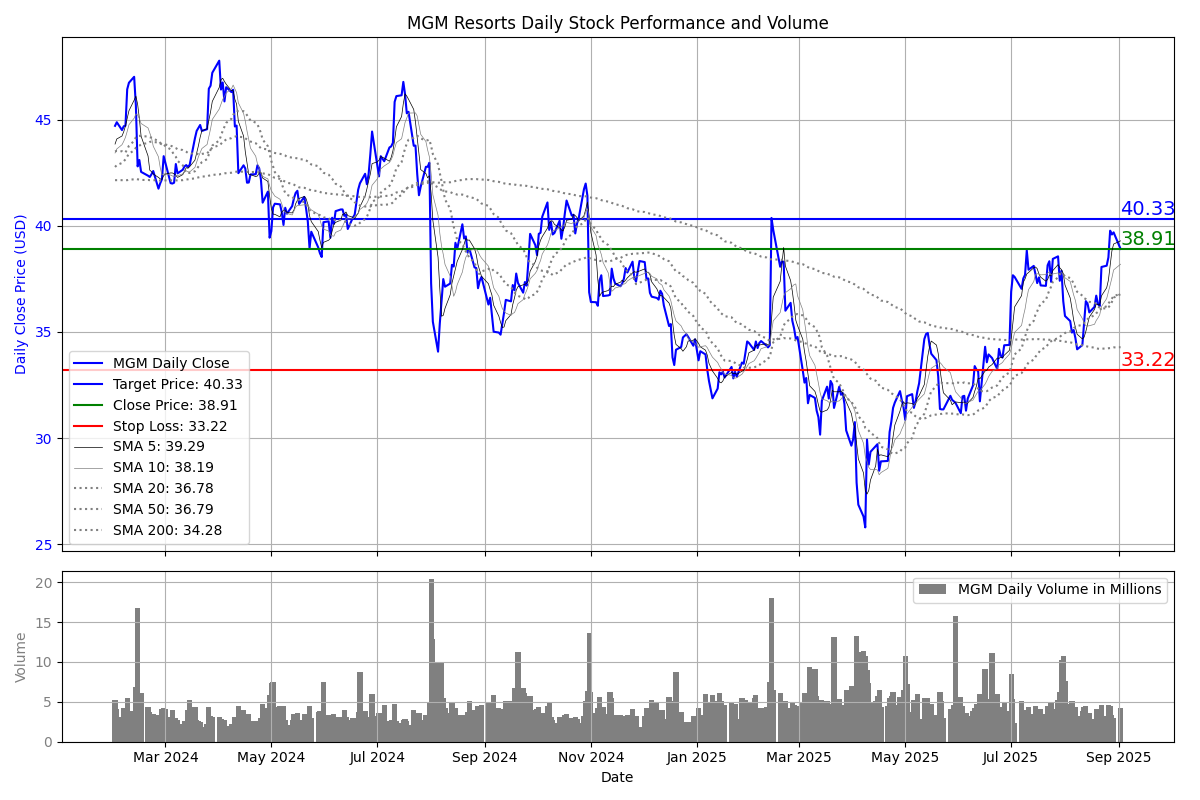 MGM Resorts Daily Stock Performance and Volume
Daily Close Price (USD)
45
40
35
30
25
40.33
38.91
33.22
MGM Daily Close
Target Price: 40.33
Close Price: 38.91
Stop Loss: 33.22
SMA 5: 39.29
SMA 10: 38.19
SMA 20: 36.78
SMA 50: 36.79
SMA 200: 34.28
Volume
20
15
10
5
0
MGM Daily Volume in Millions
Mar 2024 May 2024 Jul 2024 Sep 2024 Nov 2024 Jan 2025 Mar 2025 May 2025 Jul 2025 Sep 2025
Date